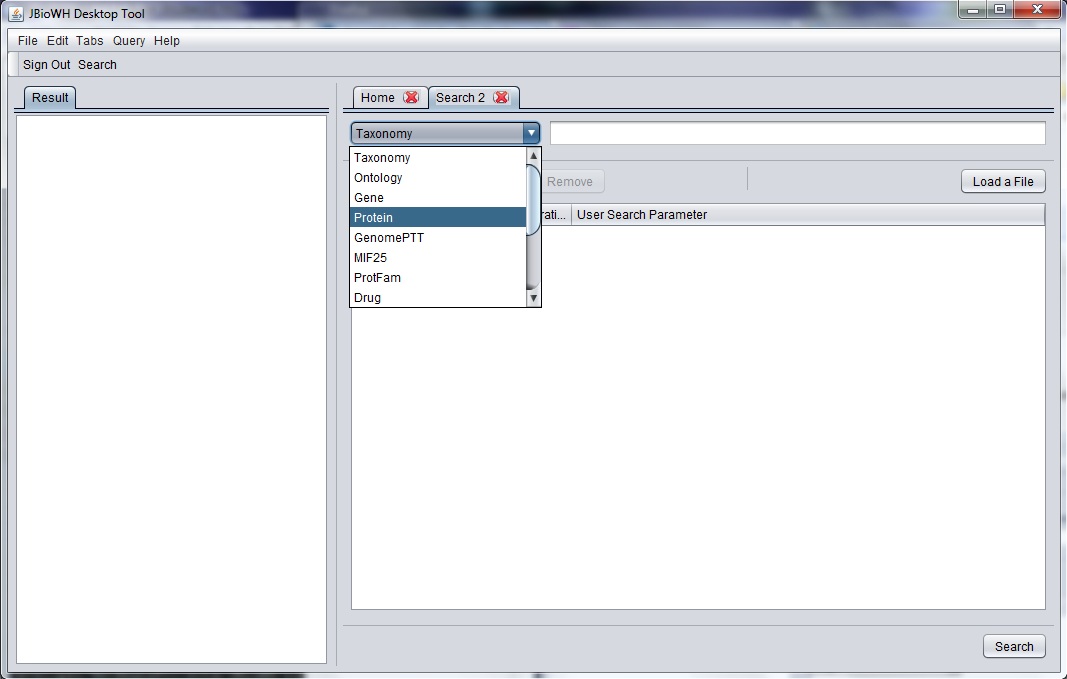 JBioWH Desktop Tool
File Edit Tabs Query Help
Sign Out Search
Result
Home Search 2
Taxonomy
Taxonomy
Ontology
Gene
Protein
GenomePTT
MIF25
ProtFam
Drug
Remove
Load a File
rati... User Search Parameter
Search